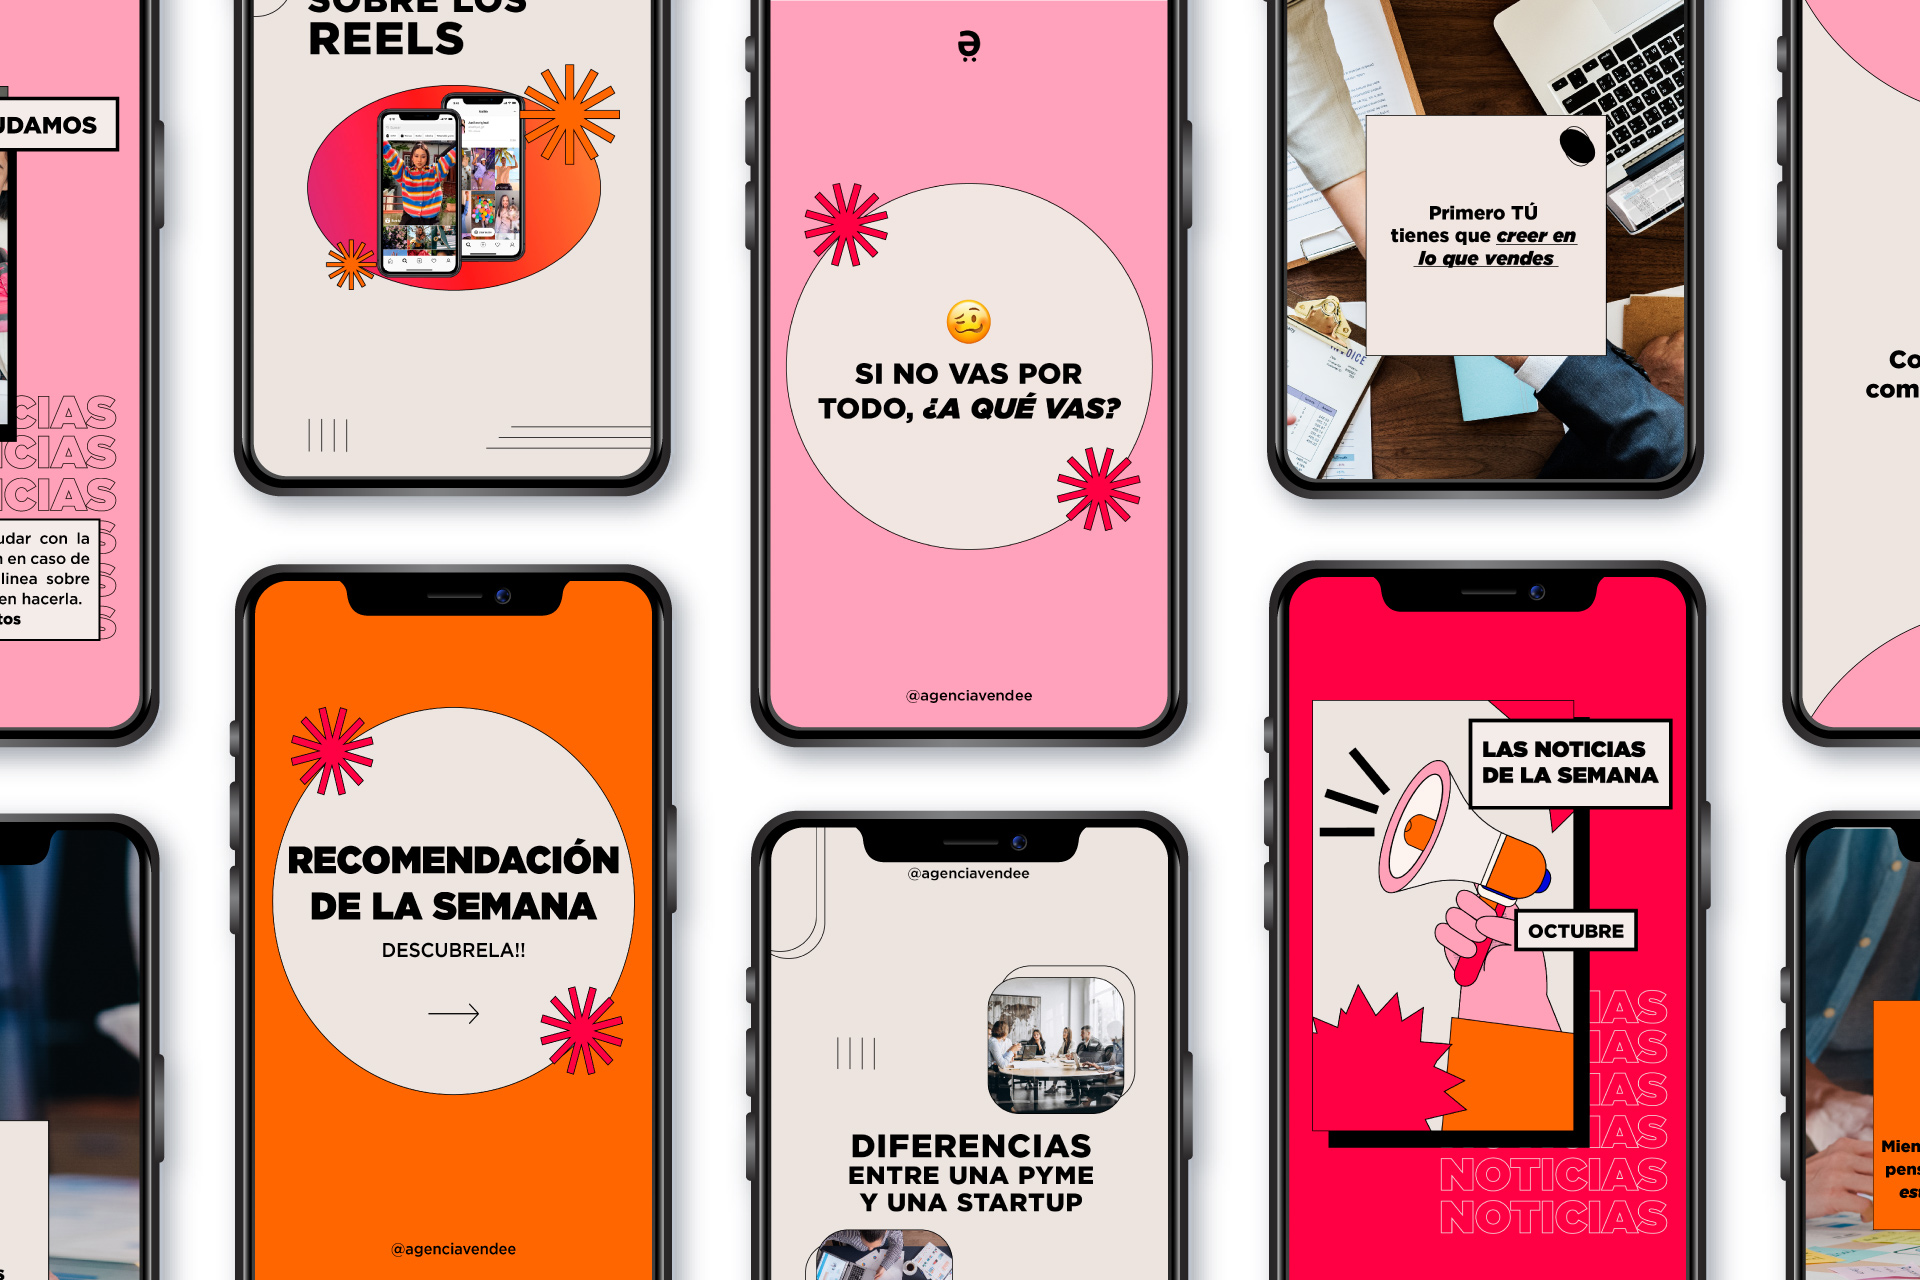 UDAMOS
CIAS
CIAS
CIAS
udar con la
n en caso de
linea sobre
en hacerla.
tos
SOBRE LOS
REELS
RECOMENDACIÓN
DE LA SEMANA
DESCUBRELA!!
@agenciavendee
SI NO VAS POR
TODO, ¿A QUÉ VAS?
@agenciavendee
@agenciavendee
DIFERENCIAS
ENTRE UNA PYME
Y UNA STARTUP
Primero TÚ
tienes que creer en
lo que vendes
INVOICE
LAS NOTICIAS
DE LA SEMANA
OCTUBRE
IAS
IAS
IAS
IAS
NOTICIAS
NOTICIAS
Co
com
Mien
pens
est